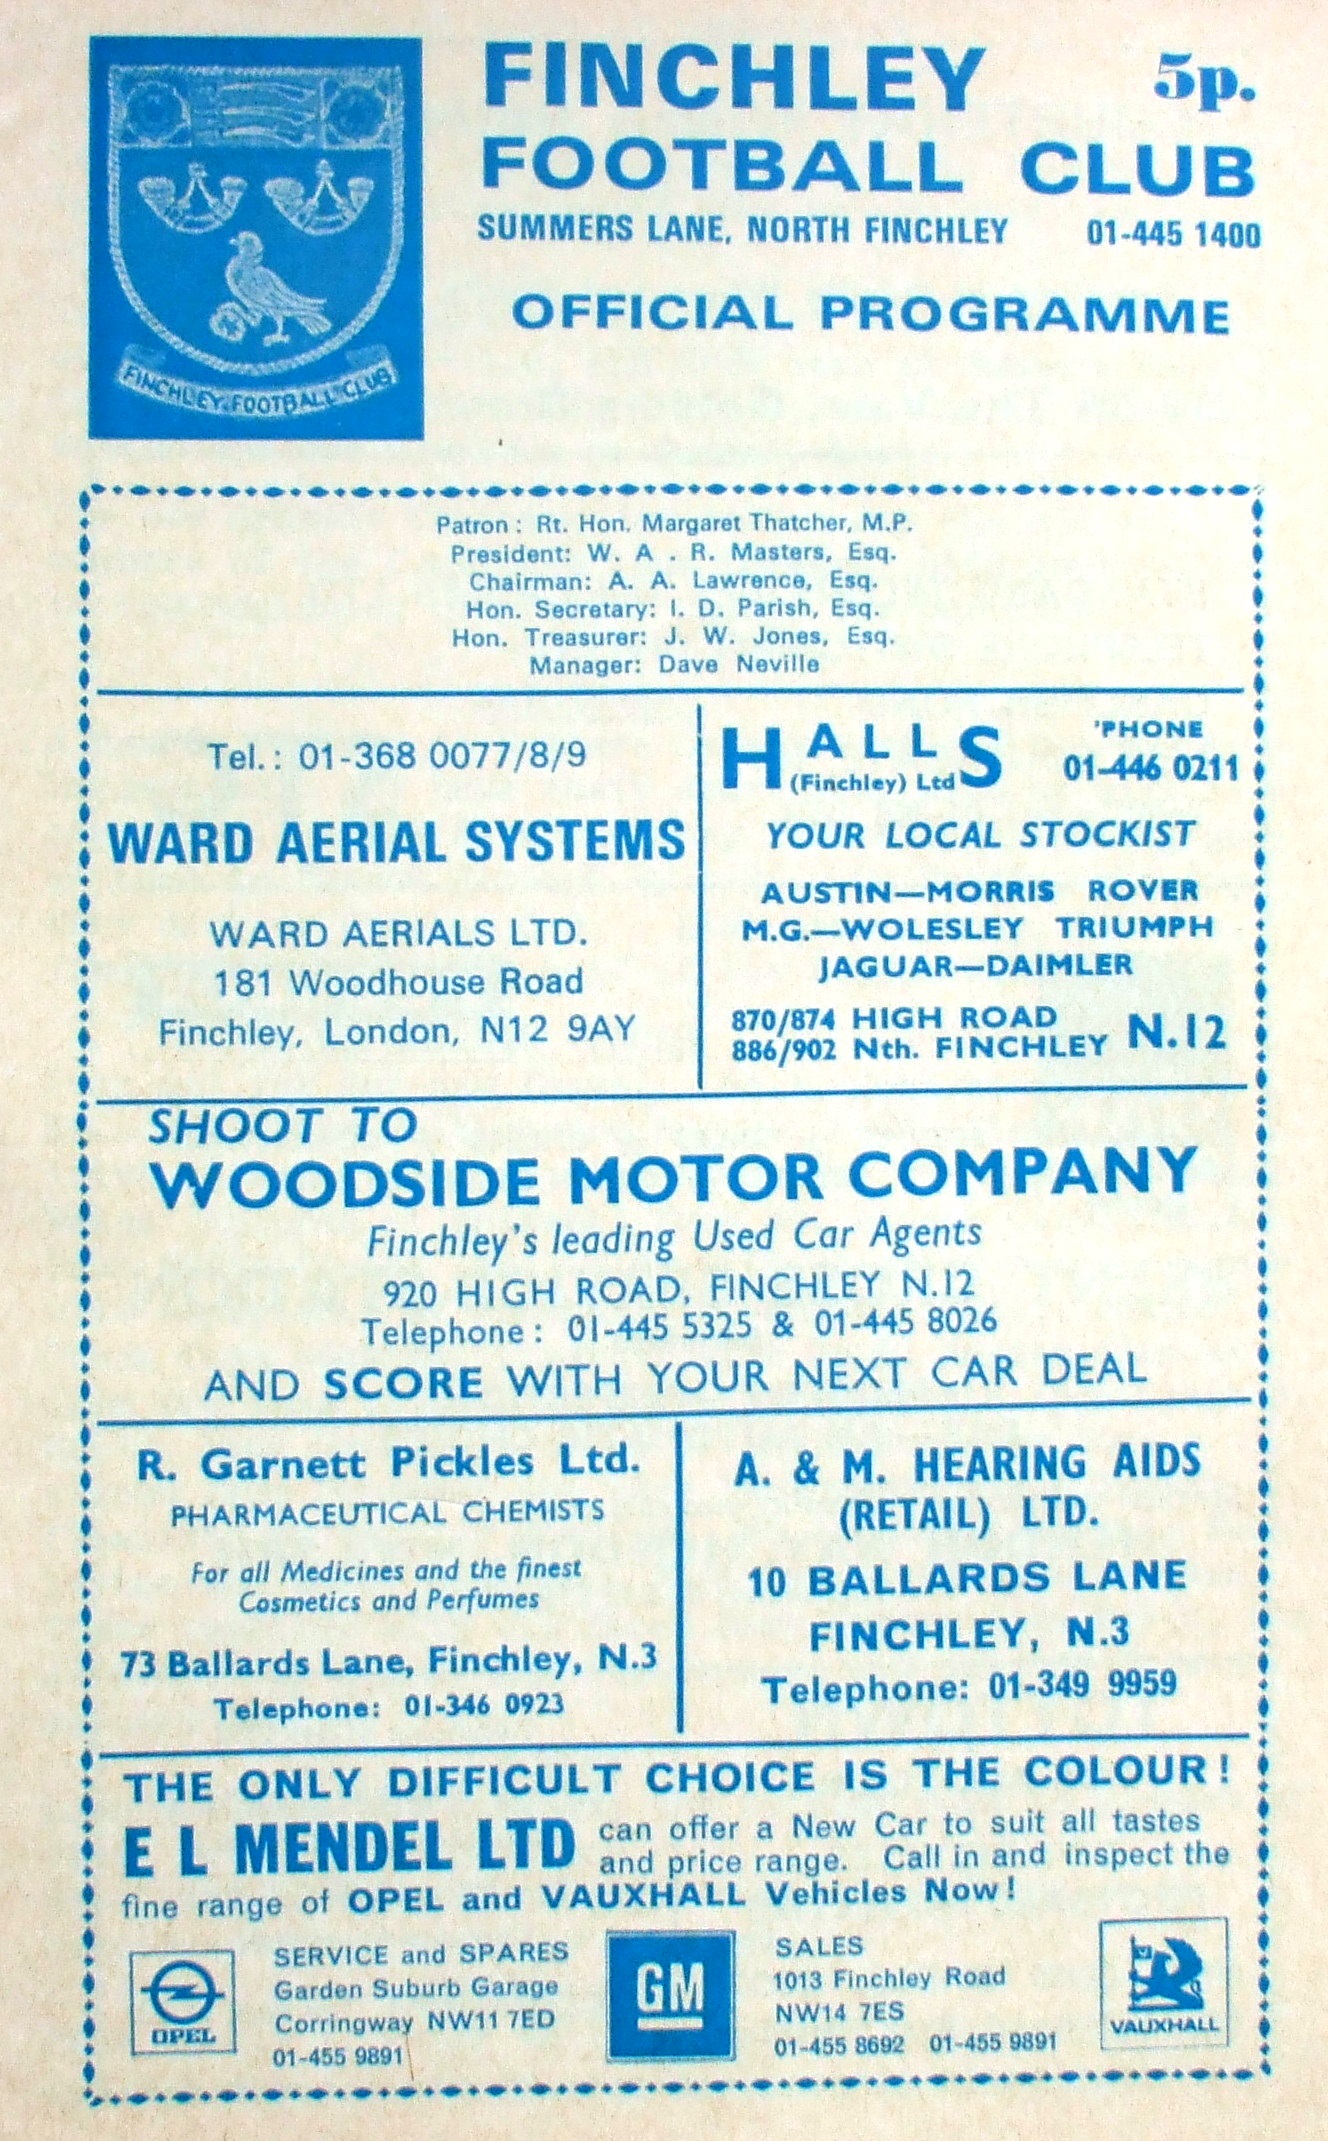 FINCHLEY 5p.
FOOTBALL CLUB
SUMMERS LANE, NORTH FINCHLEY 01-445 1400
OFFICIAL PROGRAMME
FINCHLEY FOOTBALL CLUB
Patron: Rt. Hon. Margaret Thatcher, M.P.
President: W. A. R. Masters, Esq.
Chairman: A. A. Lawrence, Esq.
Hon. Secretary: I. D. Parish, Esq.
Hon. Treasurer: J. W. Jones, Esq.
Manager: Dave Neville
Tel.: 01-368 0077/8/9
WARD AERIAL SYSTEMS
WARD AERIALS LTD.
181 Woodhouse Road
Finchley, London, N12 9AY
HALLS 'PHONE
(Finchley) Ltd 01-446 0211
YOUR LOCAL STOCKIST
AUSTIN—MORRIS ROVER
M.G.—WOLESLEY TRIUMPH
JAGUAR—DAIMLER
870/874 HIGH ROAD
886/902 Nth. FINCHLEY N.12
SHOOT TO
WOODSIDE MOTOR COMPANY
Finchley's leading Used Car Agents
920 HIGH ROAD, FINCHLEY N.12
Telephone: 01-445 5325 & 01-445 8026
AND SCORE WITH YOUR NEXT CAR DEAL
R. Garnett Pickles Ltd.
PHARMACEUTICAL CHEMISTS
For all Medicines and the finest
Cosmetics and Perfumes
73 Ballards Lane, Finchley, N.3
Telephone: 01-346 0923
A. & M. HEARING AIDS
(RETAIL) LTD.
10 BALLARDS LANE
FINCHLEY, N.3
Telephone: 01-349 9959
THE ONLY DIFFICULT CHOICE IS THE COLOUR!
E L MENDEL LTD can offer a New Car to suit all tastes
and price range. Call in and inspect the
fine range of OPEL and VAUXHALL Vehicles Now!
OPEL
SERVICE and SPARES
Garden Suburb Garage
Corringway NW11 7ED
01-455 9891
GM
SALES
1013 Finchley Road
NW14 7ES
01-455 8692 01-455 9891
VAUXHALL